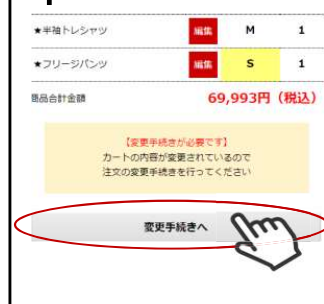 ★半袖トレシャツ 編集 M 1
★フリージパンツ 編集 S 1
商品合計金額 69,993円（税込）
【変更手続きが必要です】
カートの内容が変更されているので
注文の変更手続きを行ってください
変更手続きへ